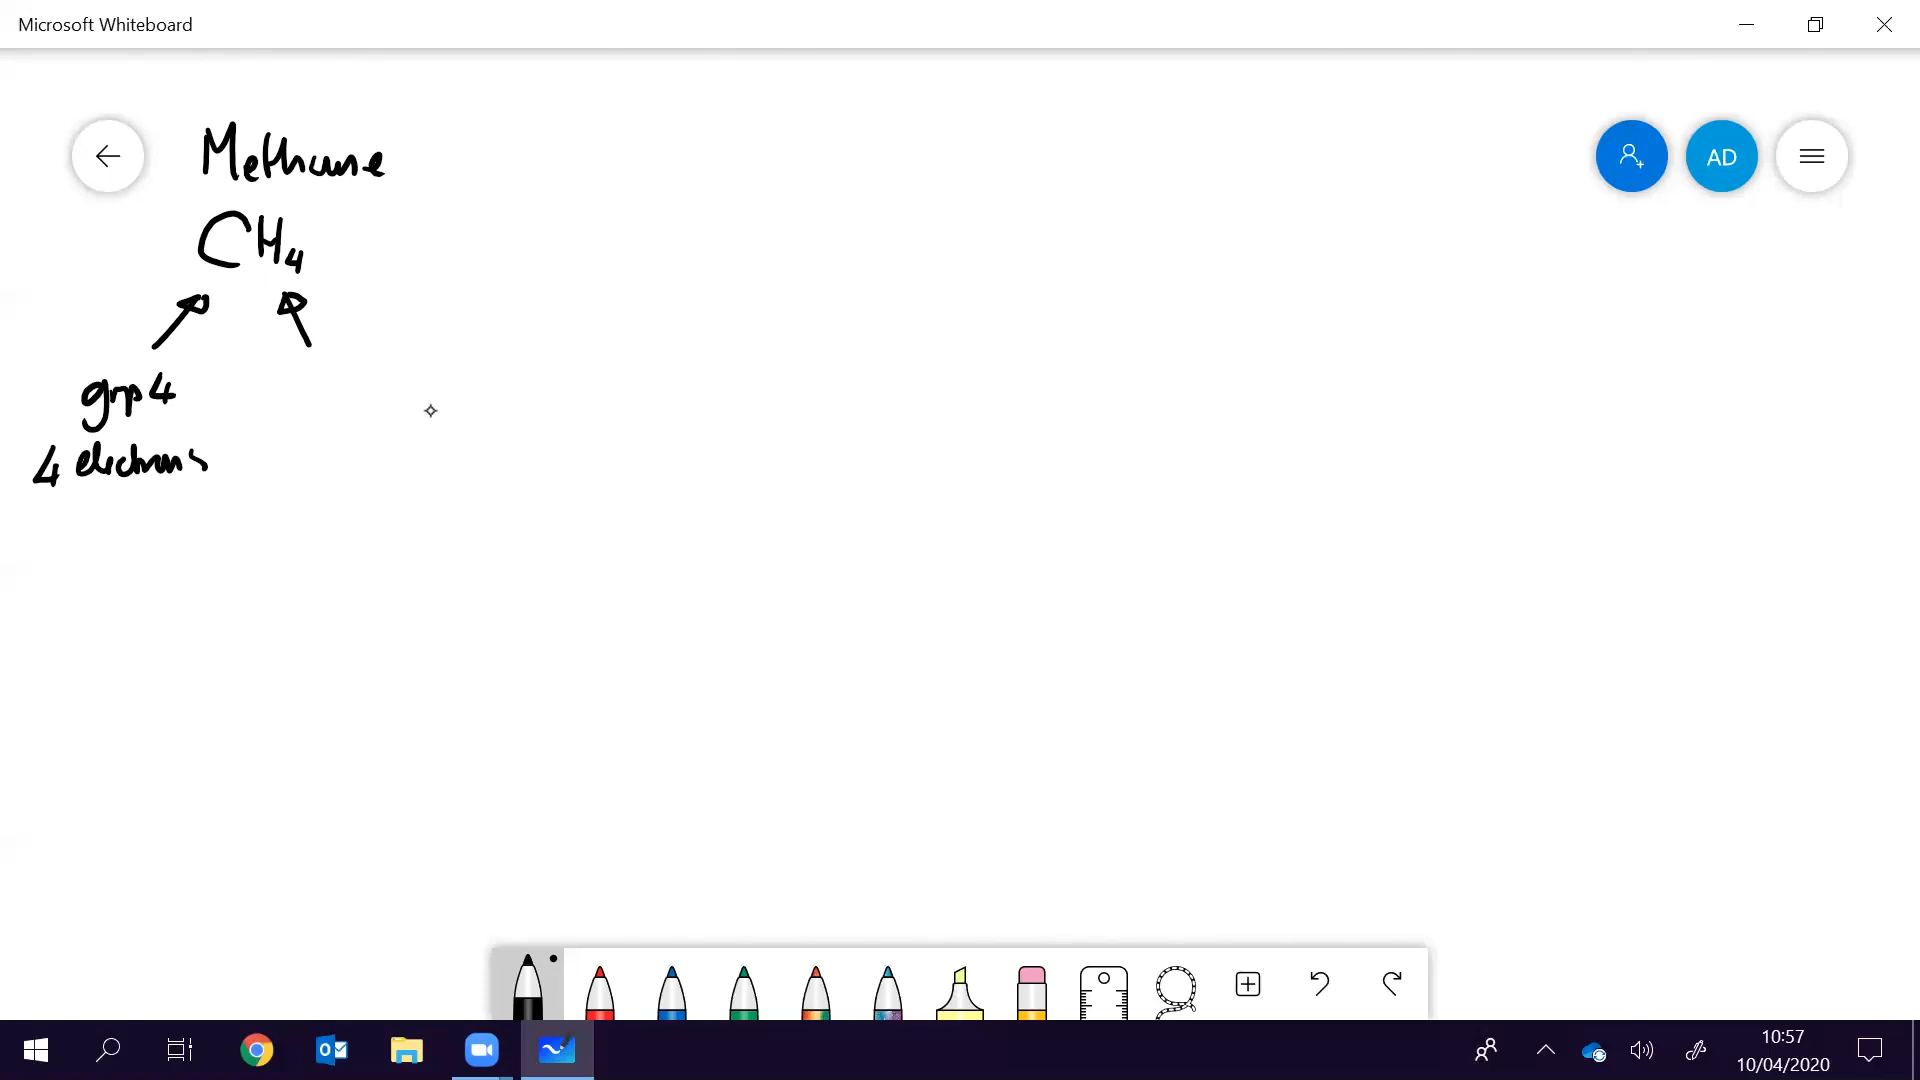 Microsoft Whiteboard
AD
Methane
CH₄
grp 4
4 electrons
10:57
10/04/2020